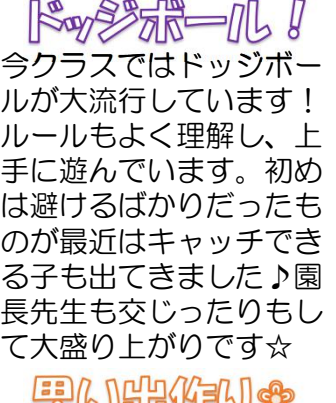 ドッジボール！
今クラスではドッジボー
ルが大流行しています！
ルールもよく理解し、上
手に遊んでいます。初め
は避けるばかりだったも
のが最近はキャッチでき
る子も出てきました♪園
長先生も交じったりもし
て大盛り上がりです☆
思い出作り❀